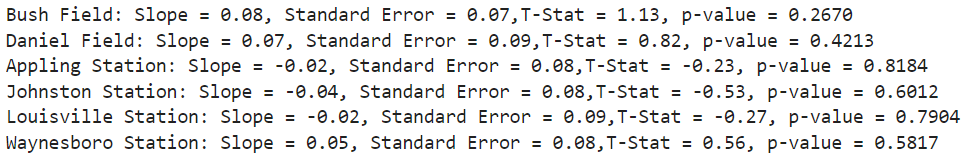 Bush Field: Slope = 0.08, Standard Error = 0.07,T-Stat = 1.13, p-value = 0.2670
Daniel Field: Slope = 0.07, Standard Error = 0.09,T-Stat = 0.82, p-value = 0.4213
Appling Station: Slope = -0.02, Standard Error = 0.08,T-Stat = -0.23, p-value = 0.8184
Johnston Station: Slope = -0.04, Standard Error = 0.08,T-Stat = -0.53, p-value = 0.6012
Louisville Station: Slope = -0.02, Standard Error = 0.09,T-Stat = -0.27, p-value = 0.7904
Waynesboro Station: Slope = 0.05, Standard Error = 0.08,T-Stat = 0.56, p-value = 0.5817